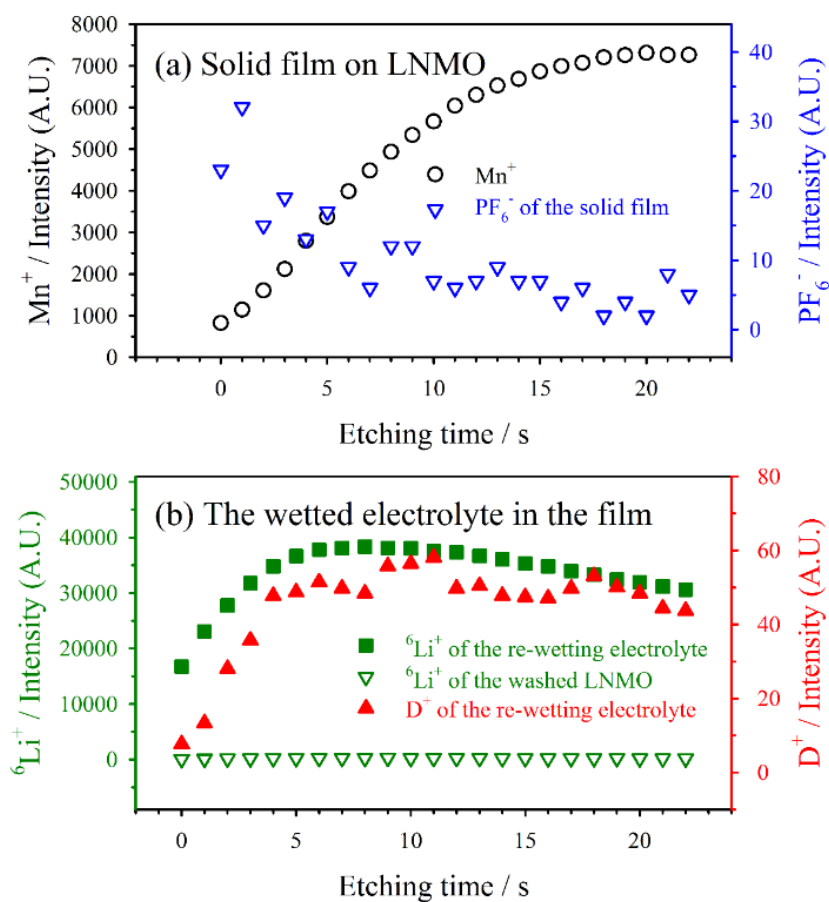 (a) Solid film on LNMO
Mn⁺ / Intensity (A.U.)
8000
7000
6000
5000
4000
3000
2000
1000
0
Mn⁺
PF₆⁻ of the solid film
40
30
20
10
0
PF₆⁻ / Intensity (A.U.)
0 5 10 15 20
Etching time / s
(b) The wetted electrolyte in the film
⁶Li⁺ / Intensity (A.U.)
50000
40000
30000
20000
10000
0
⁶Li⁺ of the re-wetting electrolyte
⁶Li⁺ of the washed LNMO
D⁺ of the re-wetting electrolyte
80
60
40
20
0
D⁺ / Intensity (A.U.)
0 5 10 15 20
Etching time / s